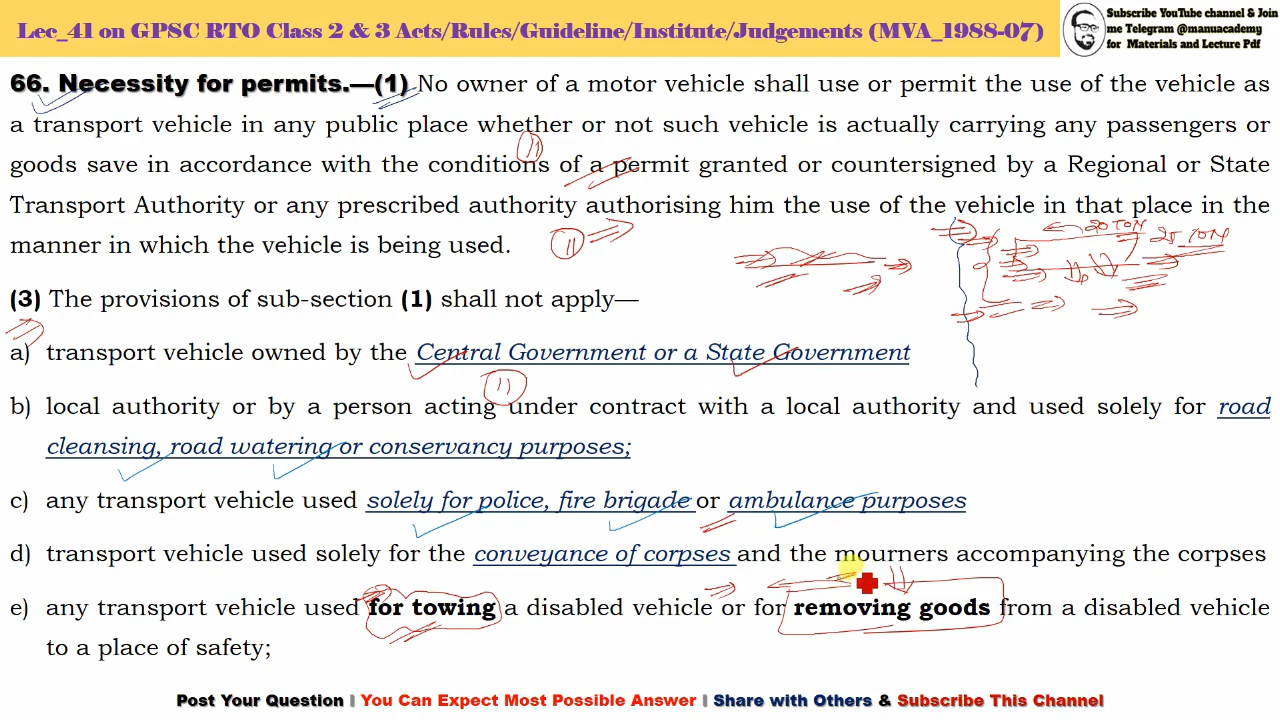 Lec_41 on GPSC RTO Class 2 & 3 Acts/Rules/Guideline/Institute/Judgements (MVA_1988-07)
Subscribe YouTube channel & Join
me Telegram @manuacademy
for Materials and Lecture Pdf
66. Necessity for permits.—(1) No owner of a motor vehicle shall use or permit the use of the vehicle as
a transport vehicle in any public place whether or not such vehicle is actually carrying any passengers or
goods save in accordance with the conditions of a permit granted or countersigned by a Regional or State
Transport Authority or any prescribed authority authorising him the use of the vehicle in that place in the
manner in which the vehicle is being used.
20 TON
25 TON
(3) The provisions of sub-section (1) shall not apply—
a) transport vehicle owned by the Central Government or a State Government
b) local authority or by a person acting under contract with a local authority and used solely for road
cleansing, road watering or conservancy purposes;
c) any transport vehicle used solely for police, fire brigade or ambulance purposes
d) transport vehicle used solely for the conveyance of corpses and the mourners accompanying the corpses
e) any transport vehicle used for towing a disabled vehicle or for removing goods from a disabled vehicle
to a place of safety;
Post Your Question | You Can Expect Most Possible Answer | Share with Others & Subscribe This Channel